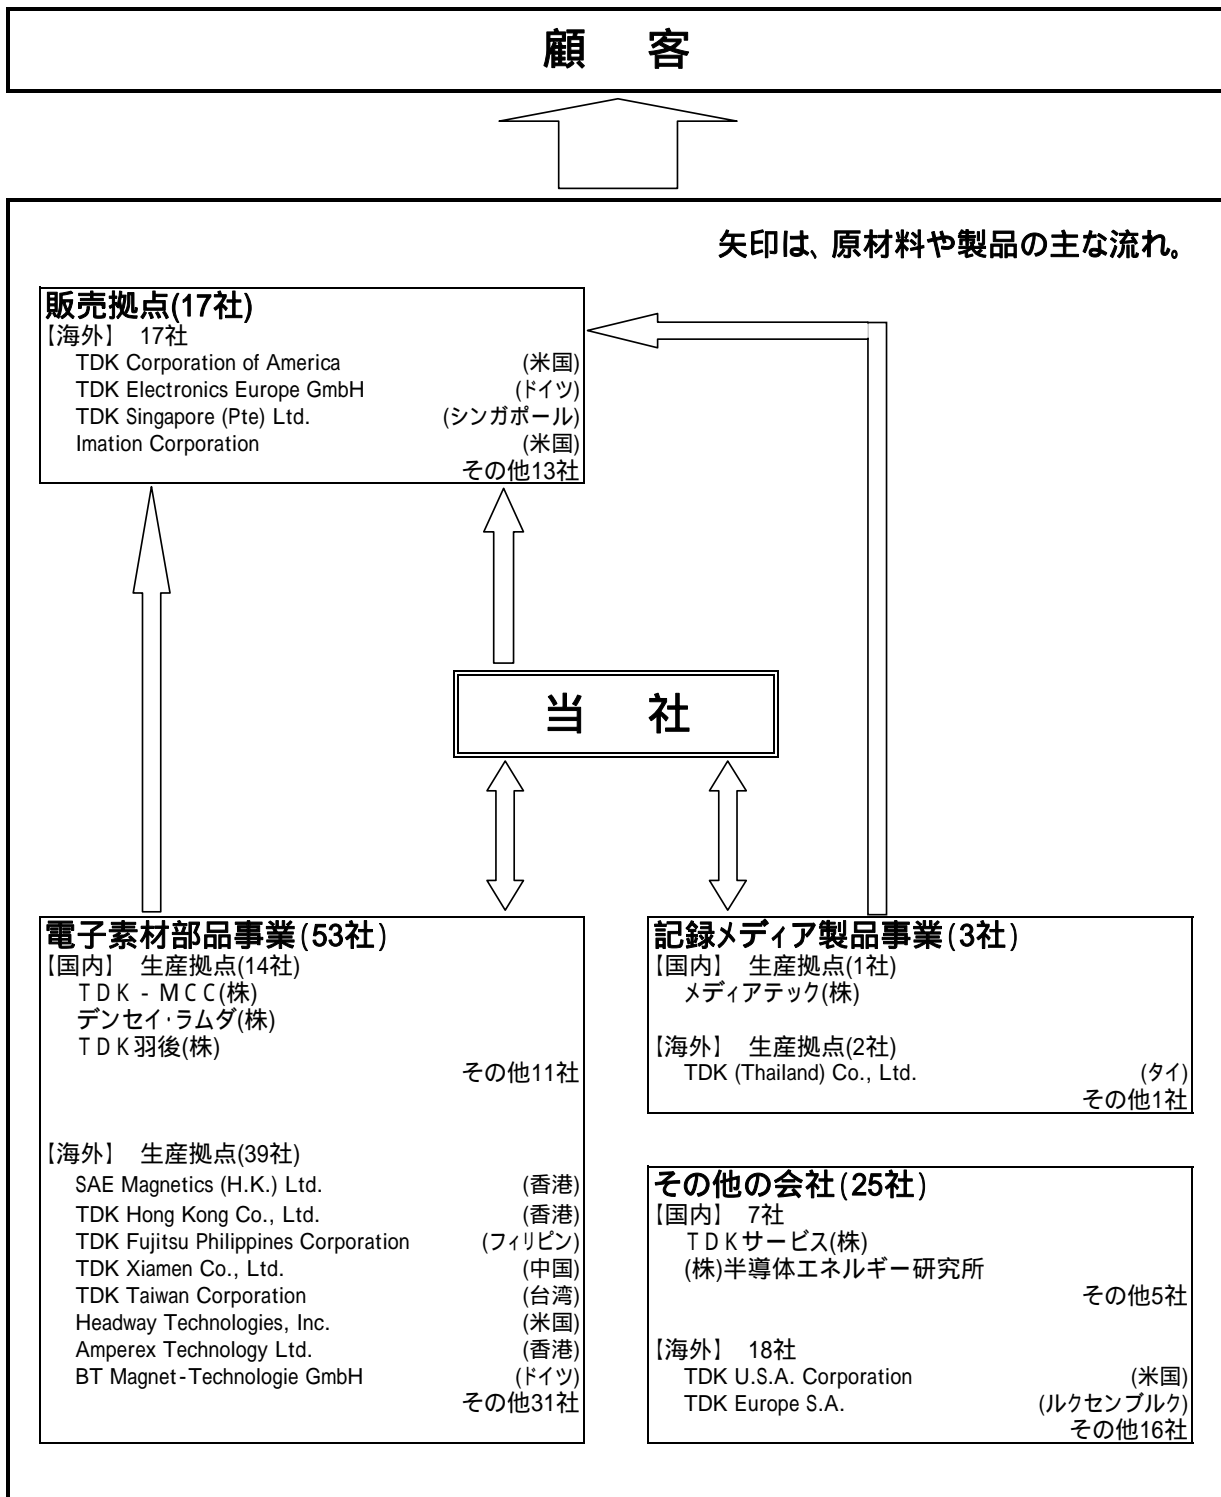 顧 客
矢印は、原材料や製品の主な流れ。
販売拠点(17社)
【海外】 17社
TDK Corporation of America (米国)
TDK Electronics Europe GmbH (ドイツ)
TDK Singapore (Pte) Ltd. (シンガポール)
Imation Corporation (米国)
その他13社
当 社
電子素材部品事業(53社)
【国内】 生産拠点(14社)
TDK-MCC(株)
デンセイ・ラムダ(株)
TDK羽後(株)
その他11社
【海外】 生産拠点(39社)
SAE Magnetics (H.K.) Ltd. (香港)
TDK Hong Kong Co., Ltd. (香港)
TDK Fujitsu Philippines Corporation (フィリピン)
TDK Xiamen Co., Ltd. (中国)
TDK Taiwan Corporation (台湾)
Headway Technologies, Inc. (米国)
Amperex Technology Ltd. (香港)
BT Magnet-Technologie GmbH (ドイツ)
その他31社
記録メディア製品事業(3社)
【国内】 生産拠点(1社)
メディアテック(株)
【海外】 生産拠点(2社)
TDK (Thailand) Co., Ltd. (タイ)
その他1社
その他の会社(25社)
【国内】 7社
TDKサービス(株)
(株)半導体エネルギー研究所
その他5社
【海外】 18社
TDK U.S.A. Corporation (米国)
TDK Europe S.A. (ルクセンブルク)
その他16社